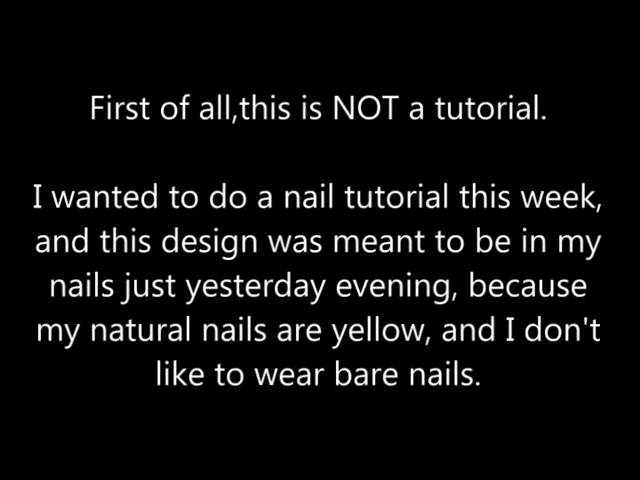 First of all,this is NOT a tutorial.
I wanted to do a nail tutorial this week,
and this design was meant to be in my
nails just yesterday evening, because
my natural nails are yellow, and I don't
like to wear bare nails.